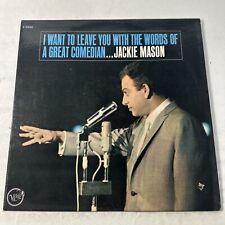 I WANT TO LEAVE YOU WITH THE WORDS OF
A GREAT COMEDIAN...JACKIE MASON
Verve